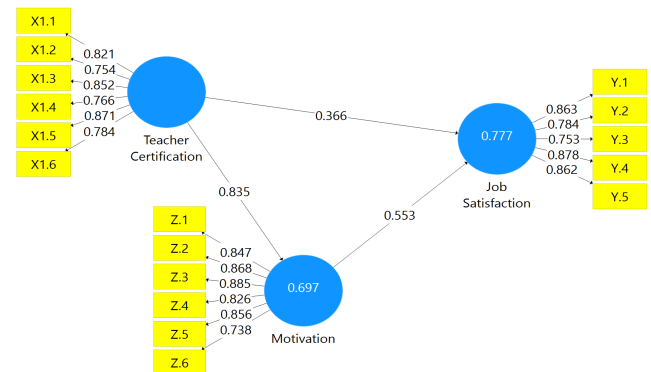 X1.1
X1.2
X1.3
X1.4
X1.5
X1.6
0.821
0.754
0.852
0.766
0.871
0.784
Teacher
Certification
0.366
0.835
0.553
0.777
Job
Satisfaction
0.863
0.784
0.753
0.878
0.862
Y.1
Y.2
Y.3
Y.4
Y.5
Z.1
Z.2
Z.3
Z.4
Z.5
Z.6
0.847
0.868
0.885
0.826
0.856
0.738
0.697
Motivation